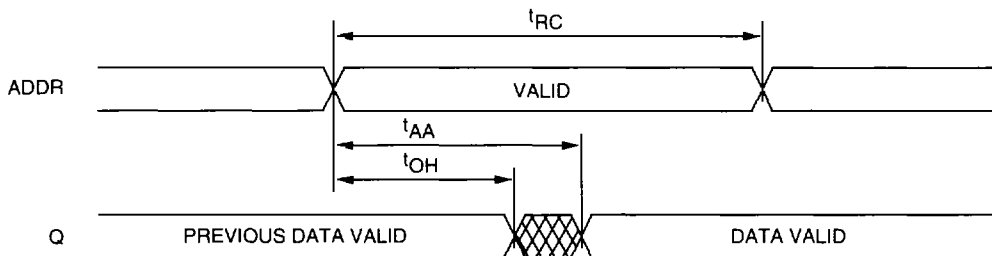 tRC
ADDR
VALID
tAA
tOH
Q
PREVIOUS DATA VALID
DATA VALID